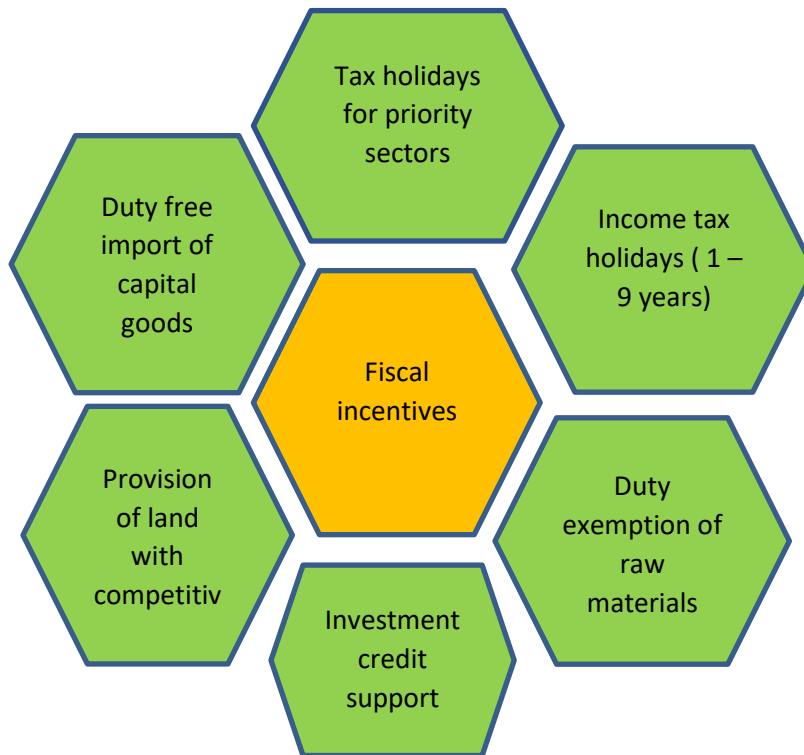 Tax holidays
for priority
sectors
Duty free
import of
capital
goods
Income tax
holidays ( 1 –
9 years)
Fiscal
incentives
Provision
of land
with
competitiv
Duty
exemption of
raw
materials
Investment
credit
support